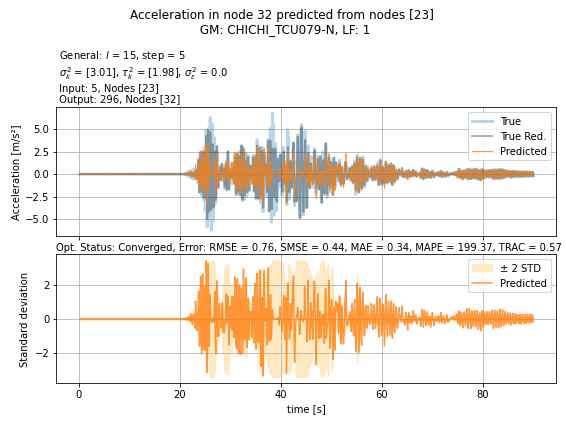 Acceleration in node 32 predicted from nodes [23]
GM: CHICHI_TCU079-N, LF: 1
General: l = 15, step = 5
σ²ₖ = [3.01], τ²ₖ = [1.98], σ²ε = 0.0
Input: 5, Nodes [23]
Output: 296, Nodes [32]
Acceleration [m/s²]
5.0
2.5
0.0
−2.5
−5.0
True
True Red.
Predicted
Opt. Status: Converged, Error: RMSE = 0.76, SMSE = 0.44, MAE = 0.34, MAPE = 199.37, TRAC = 0.57
Standard deviation
2
0
−2
± 2 STD
Predicted
0 20 40 60 80
time [s]